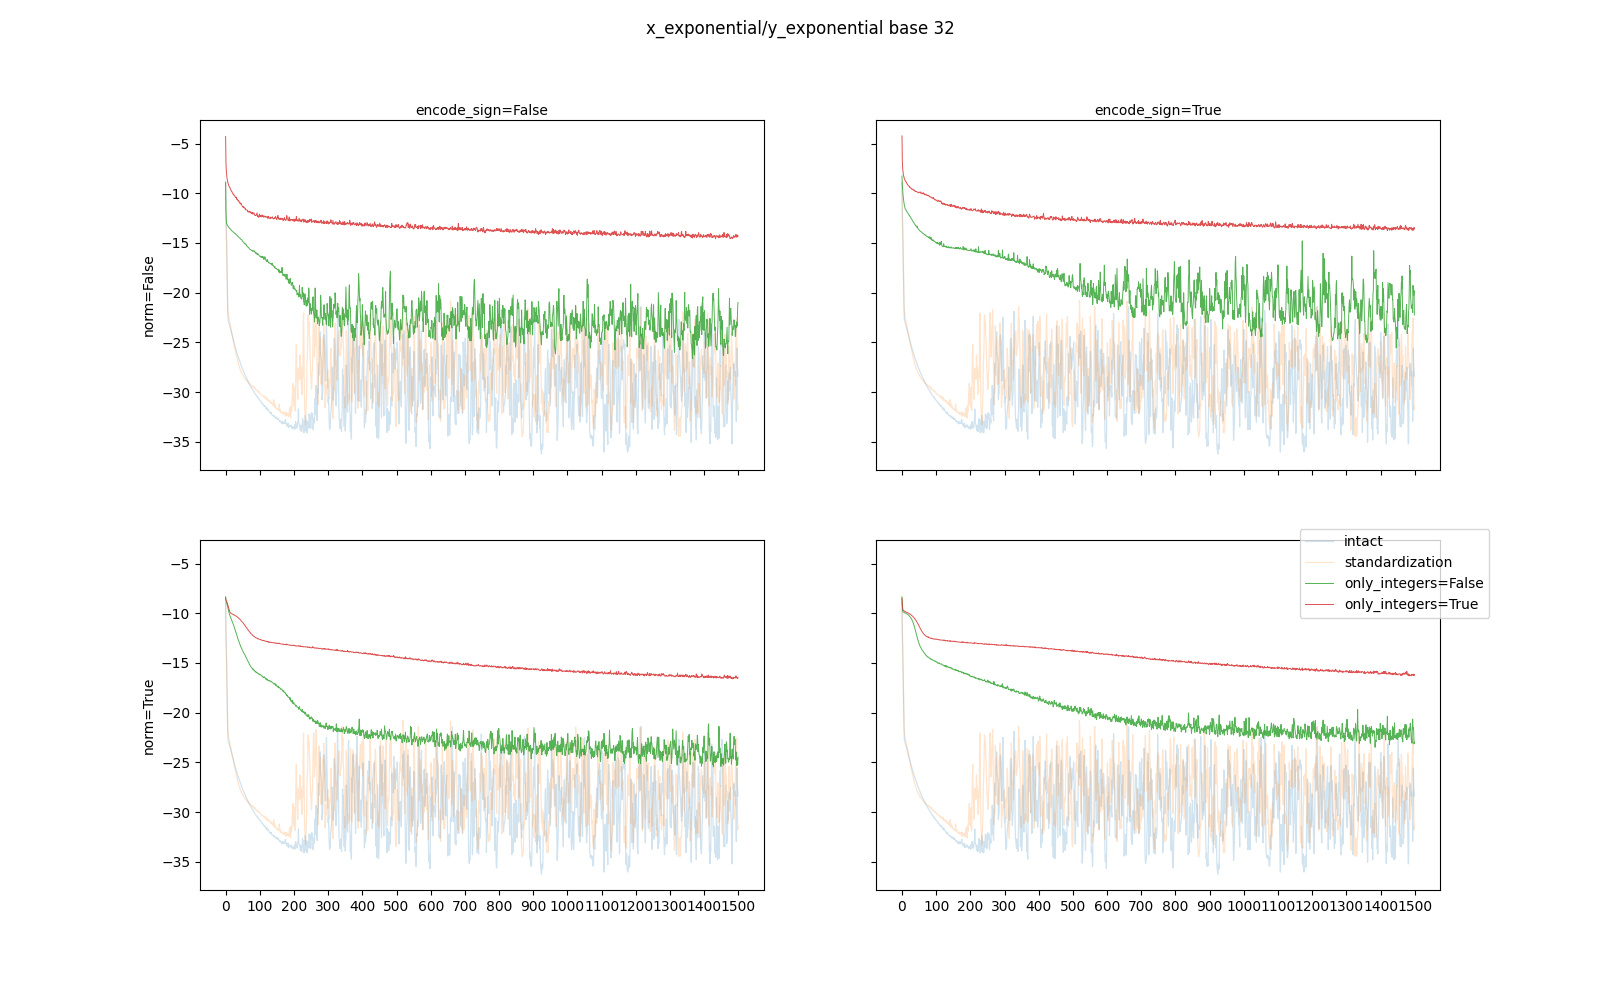 x_exponential/y_exponential base 32
encode_sign=False
encode_sign=True
norm=False
−5
−10
−15
−20
−25
−30
−35
norm=True
−5
−10
−15
−20
−25
−30
−35
intact
standardization
only_integers=False
only_integers=True
0 100 200 300 400 500 600 700 800 900 1000 1100 1200 1300 1400 1500
0 100 200 300 400 500 600 700 800 900 1000 1100 1200 1300 1400 1500